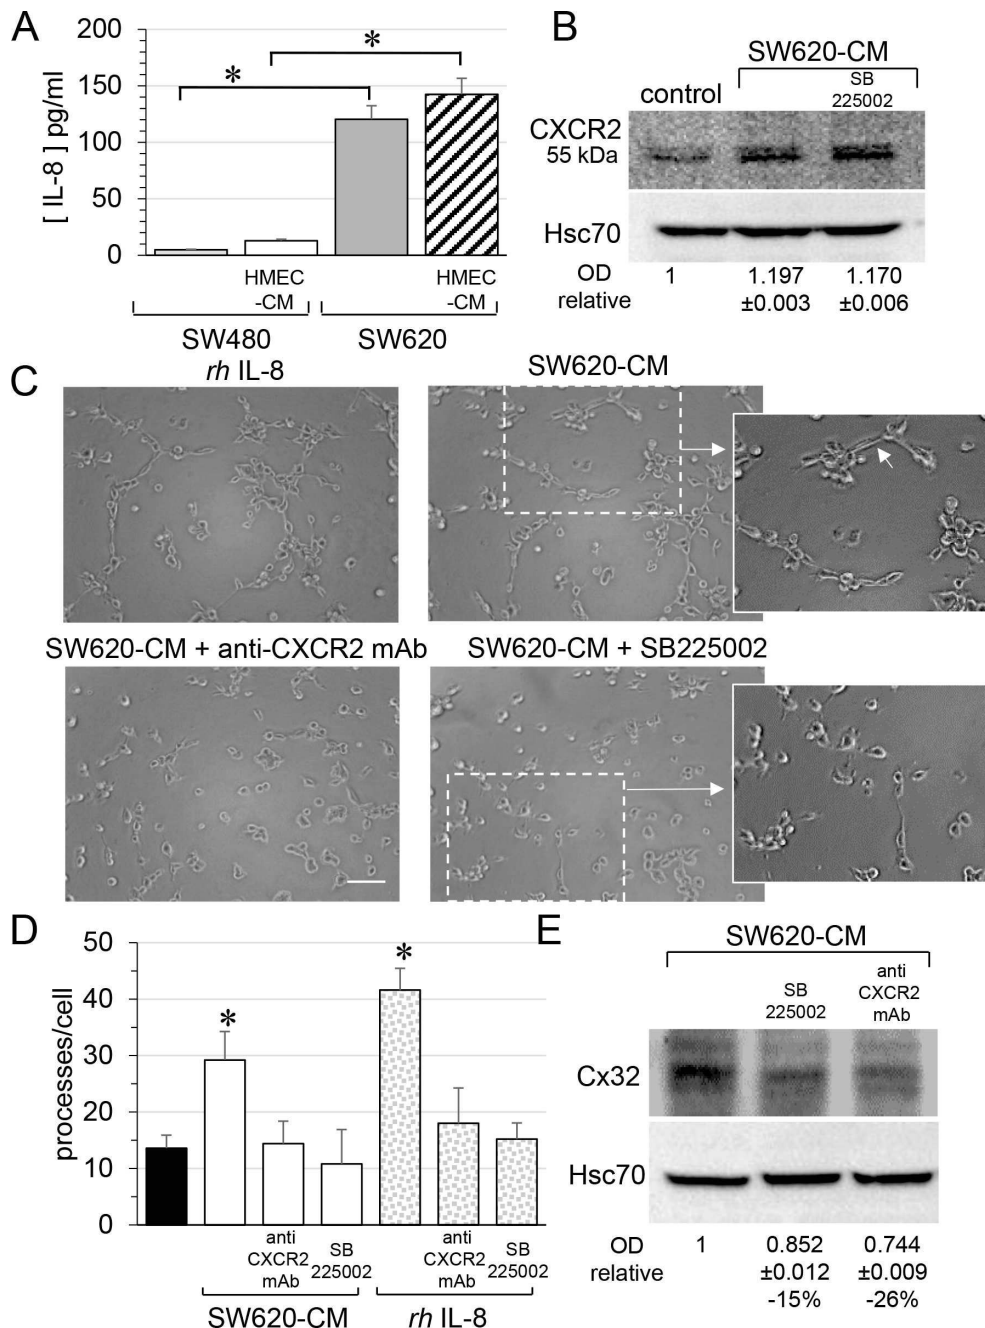 A
200
150
100
50
0
[ IL-8 ] pg/ml
*
*
HMEC
-CM
HMEC
-CM
SW480
SW620
B
SW620-CM
control
SB
225002
CXCR2
55 kDa
Hsc70
OD
relative
1
1.197
±0.003
1.170
±0.006
C
rh IL-8
SW620-CM
SW620-CM + anti-CXCR2 mAb
SW620-CM + SB225002
D
50
40
30
20
10
0
processes/cell
*
*
anti
CXCR2
mAb
SB
225002
anti
CXCR2
mAb
SB
225002
SW620-CM
rh IL-8
E
SW620-CM
SB
225002
anti
CXCR2
mAb
Cx32
Hsc70
OD
relative
1
0.852
±0.012
-15%
0.744
±0.009
-26%